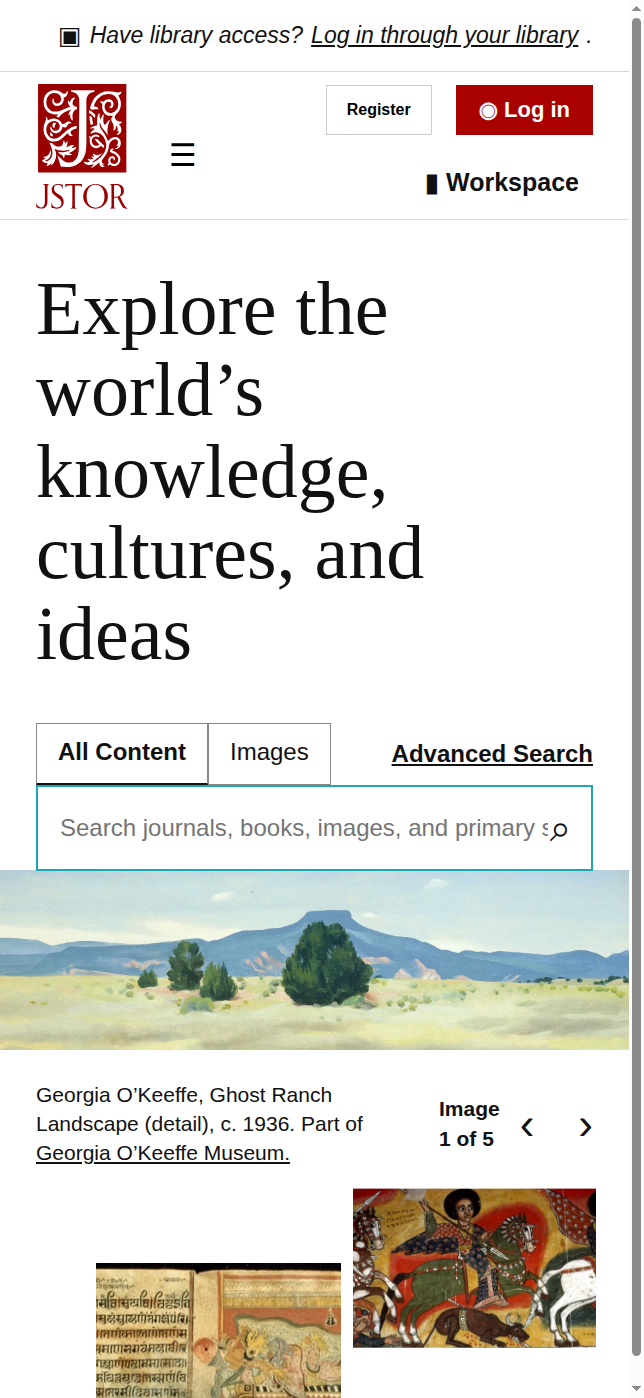 Have library access? Log in through your library .
JSTOR
☰
Register
Log in
Workspace
Explore the
world’s
knowledge,
cultures, and
ideas
All Content
Images
Advanced Search
Search journals, books, images, and primary s
Georgia O’Keeffe, Ghost Ranch
Landscape (detail), c. 1936. Part of
Georgia O’Keeffe Museum.
Image
1 of 5
‹ ›